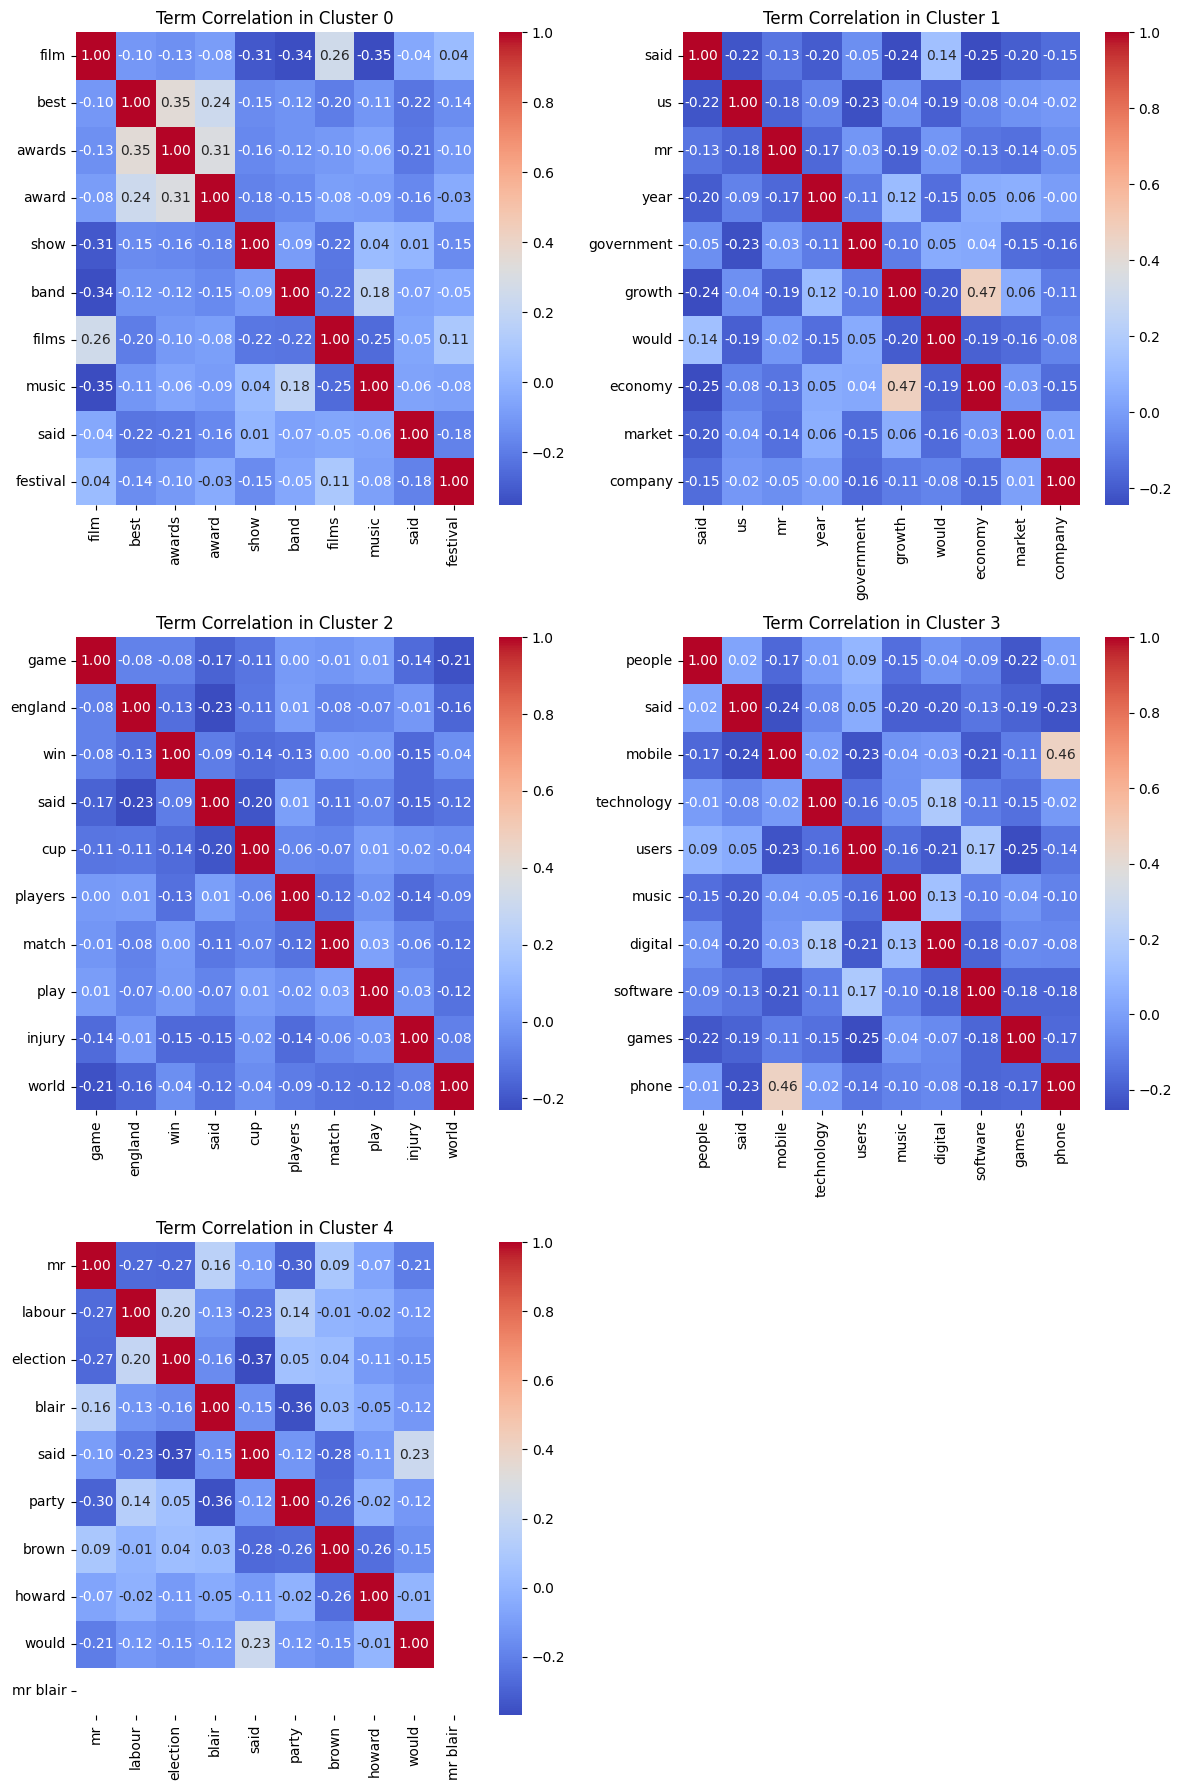 Term Correlation in Cluster 0
film 1.00 -0.10 -0.13 -0.08 -0.31 -0.34 0.26 -0.35 -0.04 0.04
best -0.10 1.00 0.35 0.24 -0.15 -0.12 -0.20 -0.11 -0.22 -0.14
awards -0.13 0.35 1.00 0.31 -0.16 -0.12 -0.10 -0.06 -0.21 -0.10
award -0.08 0.24 0.31 1.00 -0.18 -0.15 -0.08 -0.09 -0.16 -0.03
show -0.31 -0.15 -0.16 -0.18 1.00 -0.09 -0.22 0.04 0.01 -0.15
band -0.34 -0.12 -0.12 -0.15 -0.09 1.00 -0.22 0.18 -0.07 -0.05
films 0.26 -0.20 -0.10 -0.08 -0.22 -0.22 1.00 -0.25 -0.05 0.11
music -0.35 -0.11 -0.06 -0.09 0.04 0.18 -0.25 1.00 -0.06 -0.08
said -0.04 -0.22 -0.21 -0.16 0.01 -0.07 -0.05 -0.06 1.00 -0.18
festival 0.04 -0.14 -0.10 -0.03 -0.15 -0.05 0.11 -0.08 -0.18 1.00
film best awards award show band films music said festival
1.0
0.8
0.6
0.4
0.2
0.0
−0.2
Term Correlation in Cluster 1
said 1.00 -0.22 -0.13 -0.20 -0.05 -0.24 0.14 -0.25 -0.20 -0.15
us -0.22 1.00 -0.18 -0.09 -0.23 -0.04 -0.19 -0.08 -0.04 -0.02
mr -0.13 -0.18 1.00 -0.17 -0.03 -0.19 -0.02 -0.13 -0.14 -0.05
year -0.20 -0.09 -0.17 1.00 -0.11 0.12 -0.15 0.05 0.06 -0.00
government -0.05 -0.23 -0.03 -0.11 1.00 -0.10 0.05 0.04 -0.15 -0.16
growth -0.24 -0.04 -0.19 0.12 -0.10 1.00 -0.20 0.47 0.06 -0.11
would 0.14 -0.19 -0.02 -0.15 0.05 -0.20 1.00 -0.19 -0.16 -0.08
economy -0.25 -0.08 -0.13 0.05 0.04 0.47 -0.19 1.00 -0.03 -0.15
market -0.20 -0.04 -0.14 0.06 -0.15 0.06 -0.16 -0.03 1.00 0.01
company -0.15 -0.02 -0.05 -0.00 -0.16 -0.11 -0.08 -0.15 0.01 1.00
said us mr year government growth would economy market company
1.0
0.8
0.6
0.4
0.2
0.0
−0.2
Term Correlation in Cluster 2
game 1.00 -0.08 -0.08 -0.17 -0.11 0.00 -0.01 0.01 -0.14 -0.21
england -0.08 1.00 -0.13 -0.23 -0.11 0.01 -0.08 -0.07 -0.01 -0.16
win -0.08 -0.13 1.00 -0.09 -0.14 -0.13 0.00 -0.00 -0.15 -0.04
said -0.17 -0.23 -0.09 1.00 -0.20 0.01 -0.11 -0.07 -0.15 -0.12
cup -0.11 -0.11 -0.14 -0.20 1.00 -0.06 -0.07 0.01 -0.02 -0.04
players 0.00 0.01 -0.13 0.01 -0.06 1.00 -0.12 -0.02 -0.14 -0.09
match -0.01 -0.08 0.00 -0.11 -0.07 -0.12 1.00 0.03 -0.06 -0.12
play 0.01 -0.07 -0.00 -0.07 0.01 -0.02 0.03 1.00 -0.03 -0.12
injury -0.14 -0.01 -0.15 -0.15 -0.02 -0.14 -0.06 -0.03 1.00 -0.08
world -0.21 -0.16 -0.04 -0.12 -0.04 -0.09 -0.12 -0.12 -0.08 1.00
game england win said cup players match play injury world
1.0
0.8
0.6
0.4
0.2
0.0
−0.2
Term Correlation in Cluster 3
people 1.00 0.02 -0.17 -0.01 0.09 -0.15 -0.04 -0.09 -0.22 -0.01
said 0.02 1.00 -0.24 -0.08 0.05 -0.20 -0.20 -0.13 -0.19 -0.23
mobile -0.17 -0.24 1.00 -0.02 -0.23 -0.04 -0.03 -0.21 -0.11 0.46
technology -0.01 -0.08 -0.02 1.00 -0.16 -0.05 0.18 -0.11 -0.15 -0.02
users 0.09 0.05 -0.23 -0.16 1.00 -0.16 -0.21 0.17 -0.25 -0.14
music -0.15 -0.20 -0.04 -0.05 -0.16 1.00 0.13 -0.10 -0.04 -0.10
digital -0.04 -0.20 -0.03 0.18 -0.21 0.13 1.00 -0.18 -0.07 -0.08
software -0.09 -0.13 -0.21 -0.11 0.17 -0.10 -0.18 1.00 -0.18 -0.18
games -0.22 -0.19 -0.11 -0.15 -0.25 -0.04 -0.07 -0.18 1.00 -0.17
phone -0.01 -0.23 0.46 -0.02 -0.14 -0.10 -0.08 -0.18 -0.17 1.00
people said mobile technology users music digital software games phone
1.0
0.8
0.6
0.4
0.2
0.0
−0.2
Term Correlation in Cluster 4
mr 1.00 -0.27 -0.27 0.16 -0.10 -0.30 0.09 -0.07 -0.21
labour -0.27 1.00 0.20 -0.13 -0.23 0.14 -0.01 -0.02 -0.12
election -0.27 0.20 1.00 -0.16 -0.37 0.05 0.04 -0.11 -0.15
blair 0.16 -0.13 -0.16 1.00 -0.15 -0.36 0.03 -0.05 -0.12
said -0.10 -0.23 -0.37 -0.15 1.00 -0.12 -0.28 -0.11 0.23
party -0.30 0.14 0.05 -0.36 -0.12 1.00 -0.26 -0.02 -0.12
brown 0.09 -0.01 0.04 0.03 -0.28 -0.26 1.00 -0.26 -0.15
howard -0.07 -0.02 -0.11 -0.05 -0.11 -0.02 -0.26 1.00 -0.01
would -0.21 -0.12 -0.15 -0.12 0.23 -0.12 -0.15 -0.01 1.00
mr blair
mr labour election blair said party brown howard would mr blair
1.0
0.8
0.6
0.4
0.2
0.0
−0.2